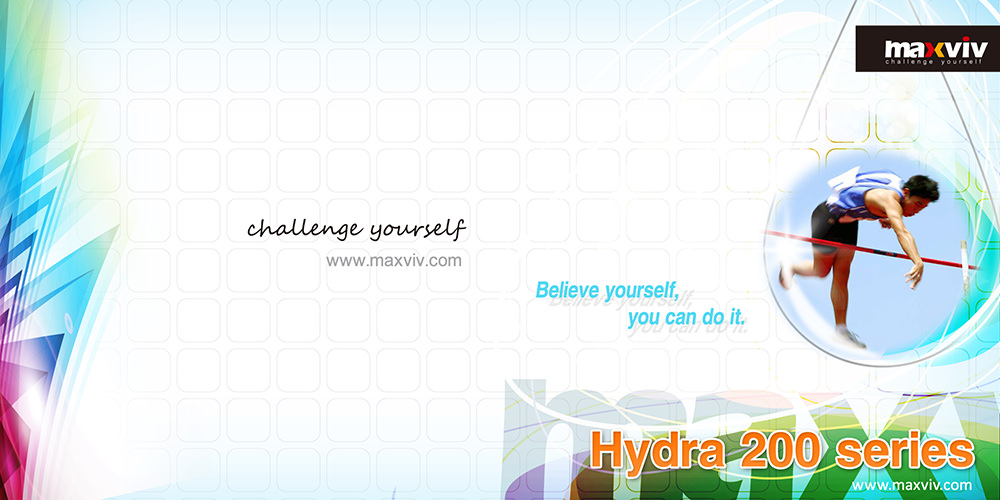 maxviv
challenge yourself
challenge yourself
www.maxviv.com
Believe yourself,
you can do it.
Hydra 200 series
www.maxviv.com